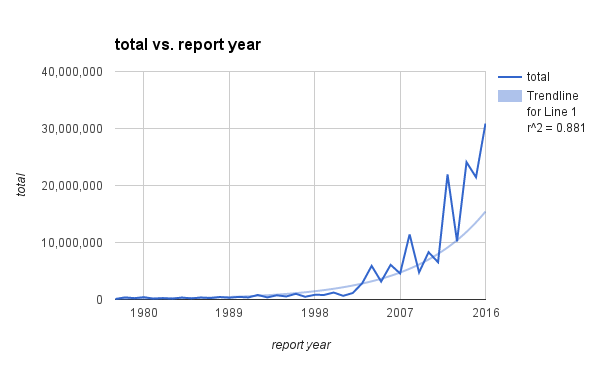 total vs. report year
40,000,000
30,000,000
20,000,000
10,000,000
0
total
1980
1989
1998
2007
2016
report year
total
Trendline
for Line 1
r^2 = 0.881